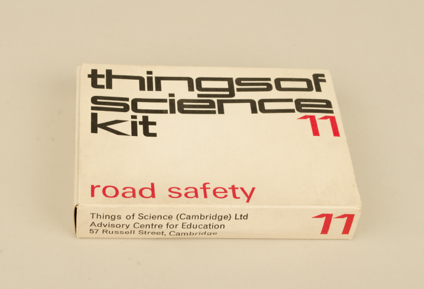 thingsof
science
kit
11
road safety
Things of Science (Cambridge) Ltd
Advisory Centre for Education
57 Russell Street, Cambridge
11